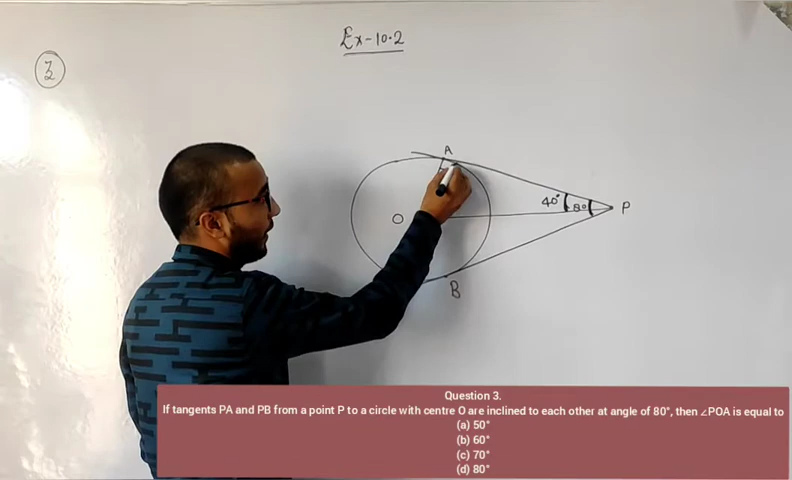 Ex-10.2
3
A
40° 80° P
O
B
Question 3.
If tangents PA and PB from a point P to a circle with centre O are inclined to each other at angle of 80°, then ∠POA is equal to
(a) 50°
(b) 60°
(c) 70°
(d) 80°